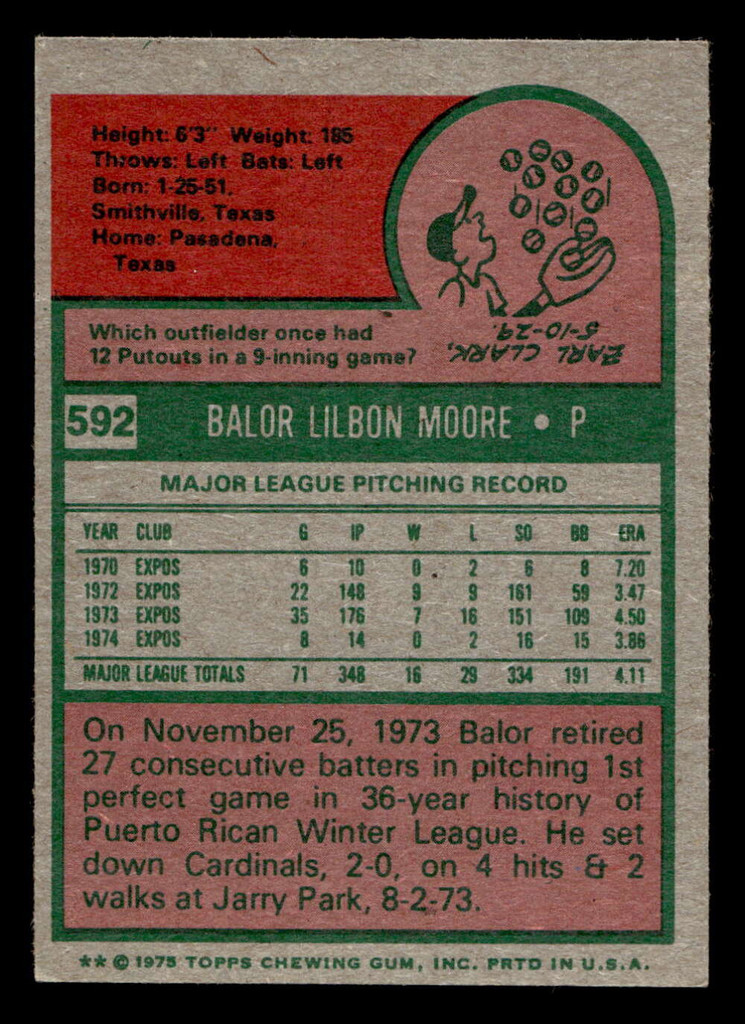 Height: 6'3" Weight: 185
Throws: Left Bats: Left
Born: 1-25-51,
Smithville, Texas
Home: Pasadena,
Texas
Which outfielder once had
12 Putouts in a 9-inning game?
EARL CLARK,
5-10-29.
592 BALOR LILBON MOORE • P
MAJOR LEAGUE PITCHING RECORD
YEAR CLUB G IP W L SO BB ERA
1970 EXPOS 6 10 0 2 6 8 7.20
1972 EXPOS 22 148 9 9 161 59 3.47
1973 EXPOS 35 176 7 16 151 109 4.50
1974 EXPOS 8 14 0 2 16 15 3.86
MAJOR LEAGUE TOTALS 71 348 16 29 334 191 4.11
On November 25, 1973 Balor retired
27 consecutive batters in pitching 1st
perfect game in 36-year history of
Puerto Rican Winter League. He set
down Cardinals, 2-0, on 4 hits & 2
walks at Jarry Park, 8-2-73.
** © 1975 TOPPS CHEWING GUM, INC. PRTD IN U.S.A.